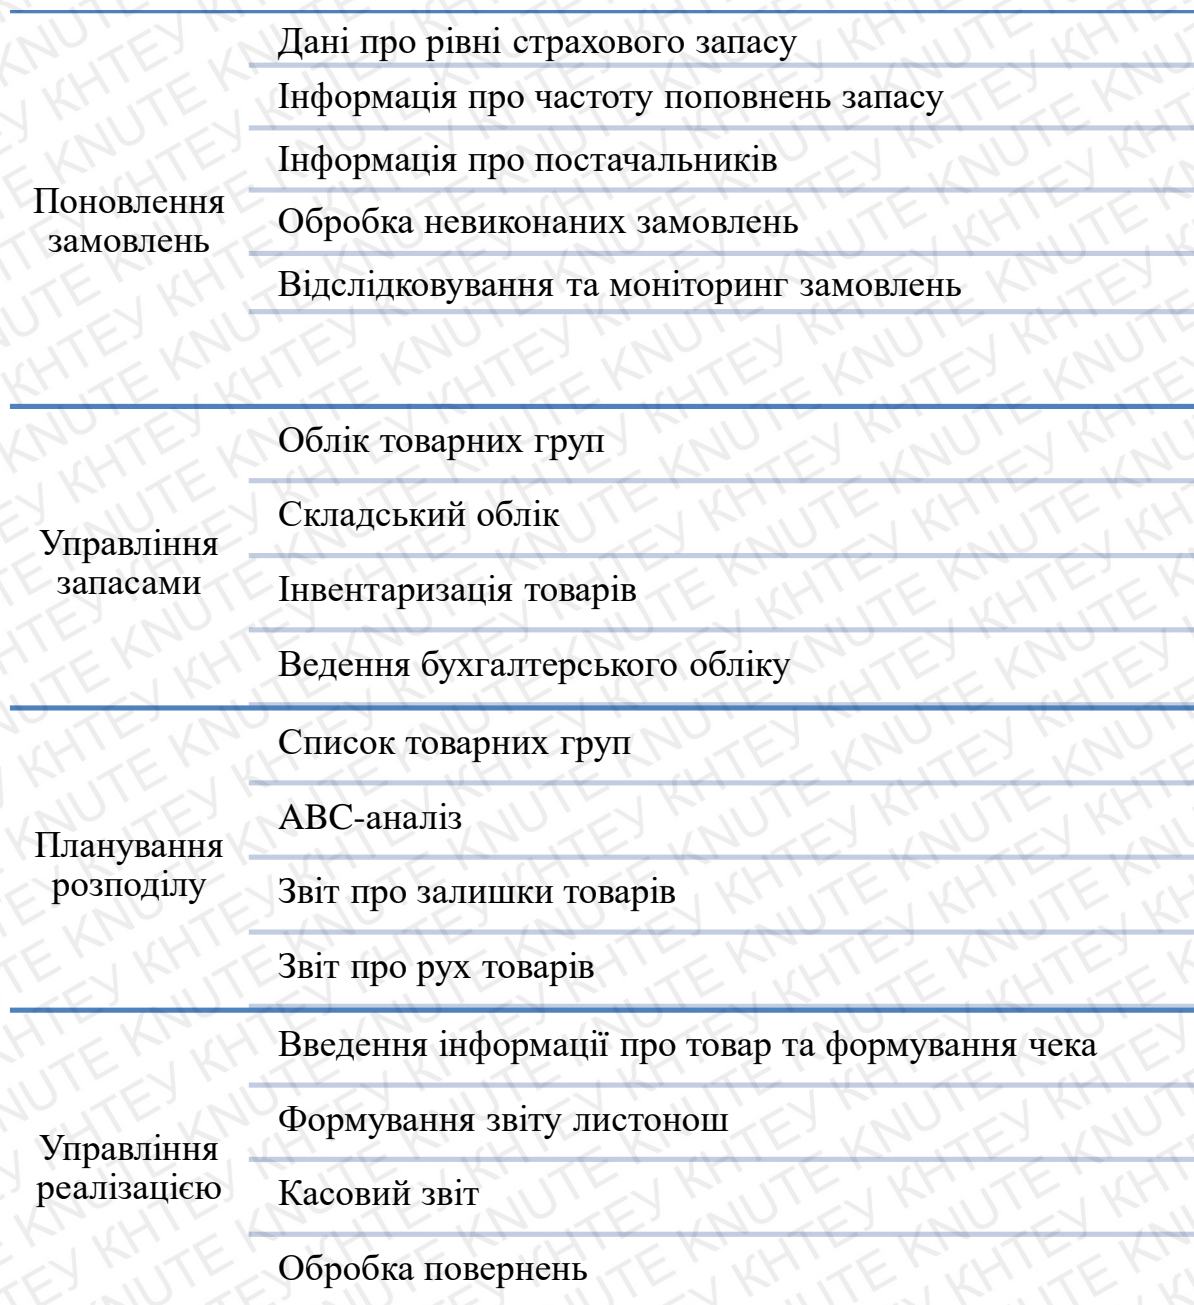 Поновлення
замовлень
Дані про рівні страхового запасу
Інформація про частоту поповнень запасу
Інформація про постачальників
Обробка невиконаних замовлень
Відслідковування та моніторинг замовлень
Управління
запасами
Облік товарних груп
Складський облік
Інвентаризація товарів
Ведення бухгалтерського обліку
Планування
розподілу
Список товарних груп
АВС-аналіз
Звіт про залишки товарів
Звіт про рух товарів
Управління
реалізацією
Введення інформації про товар та формування чека
Формування звіту листонош
Касовий звіт
Обробка повернень